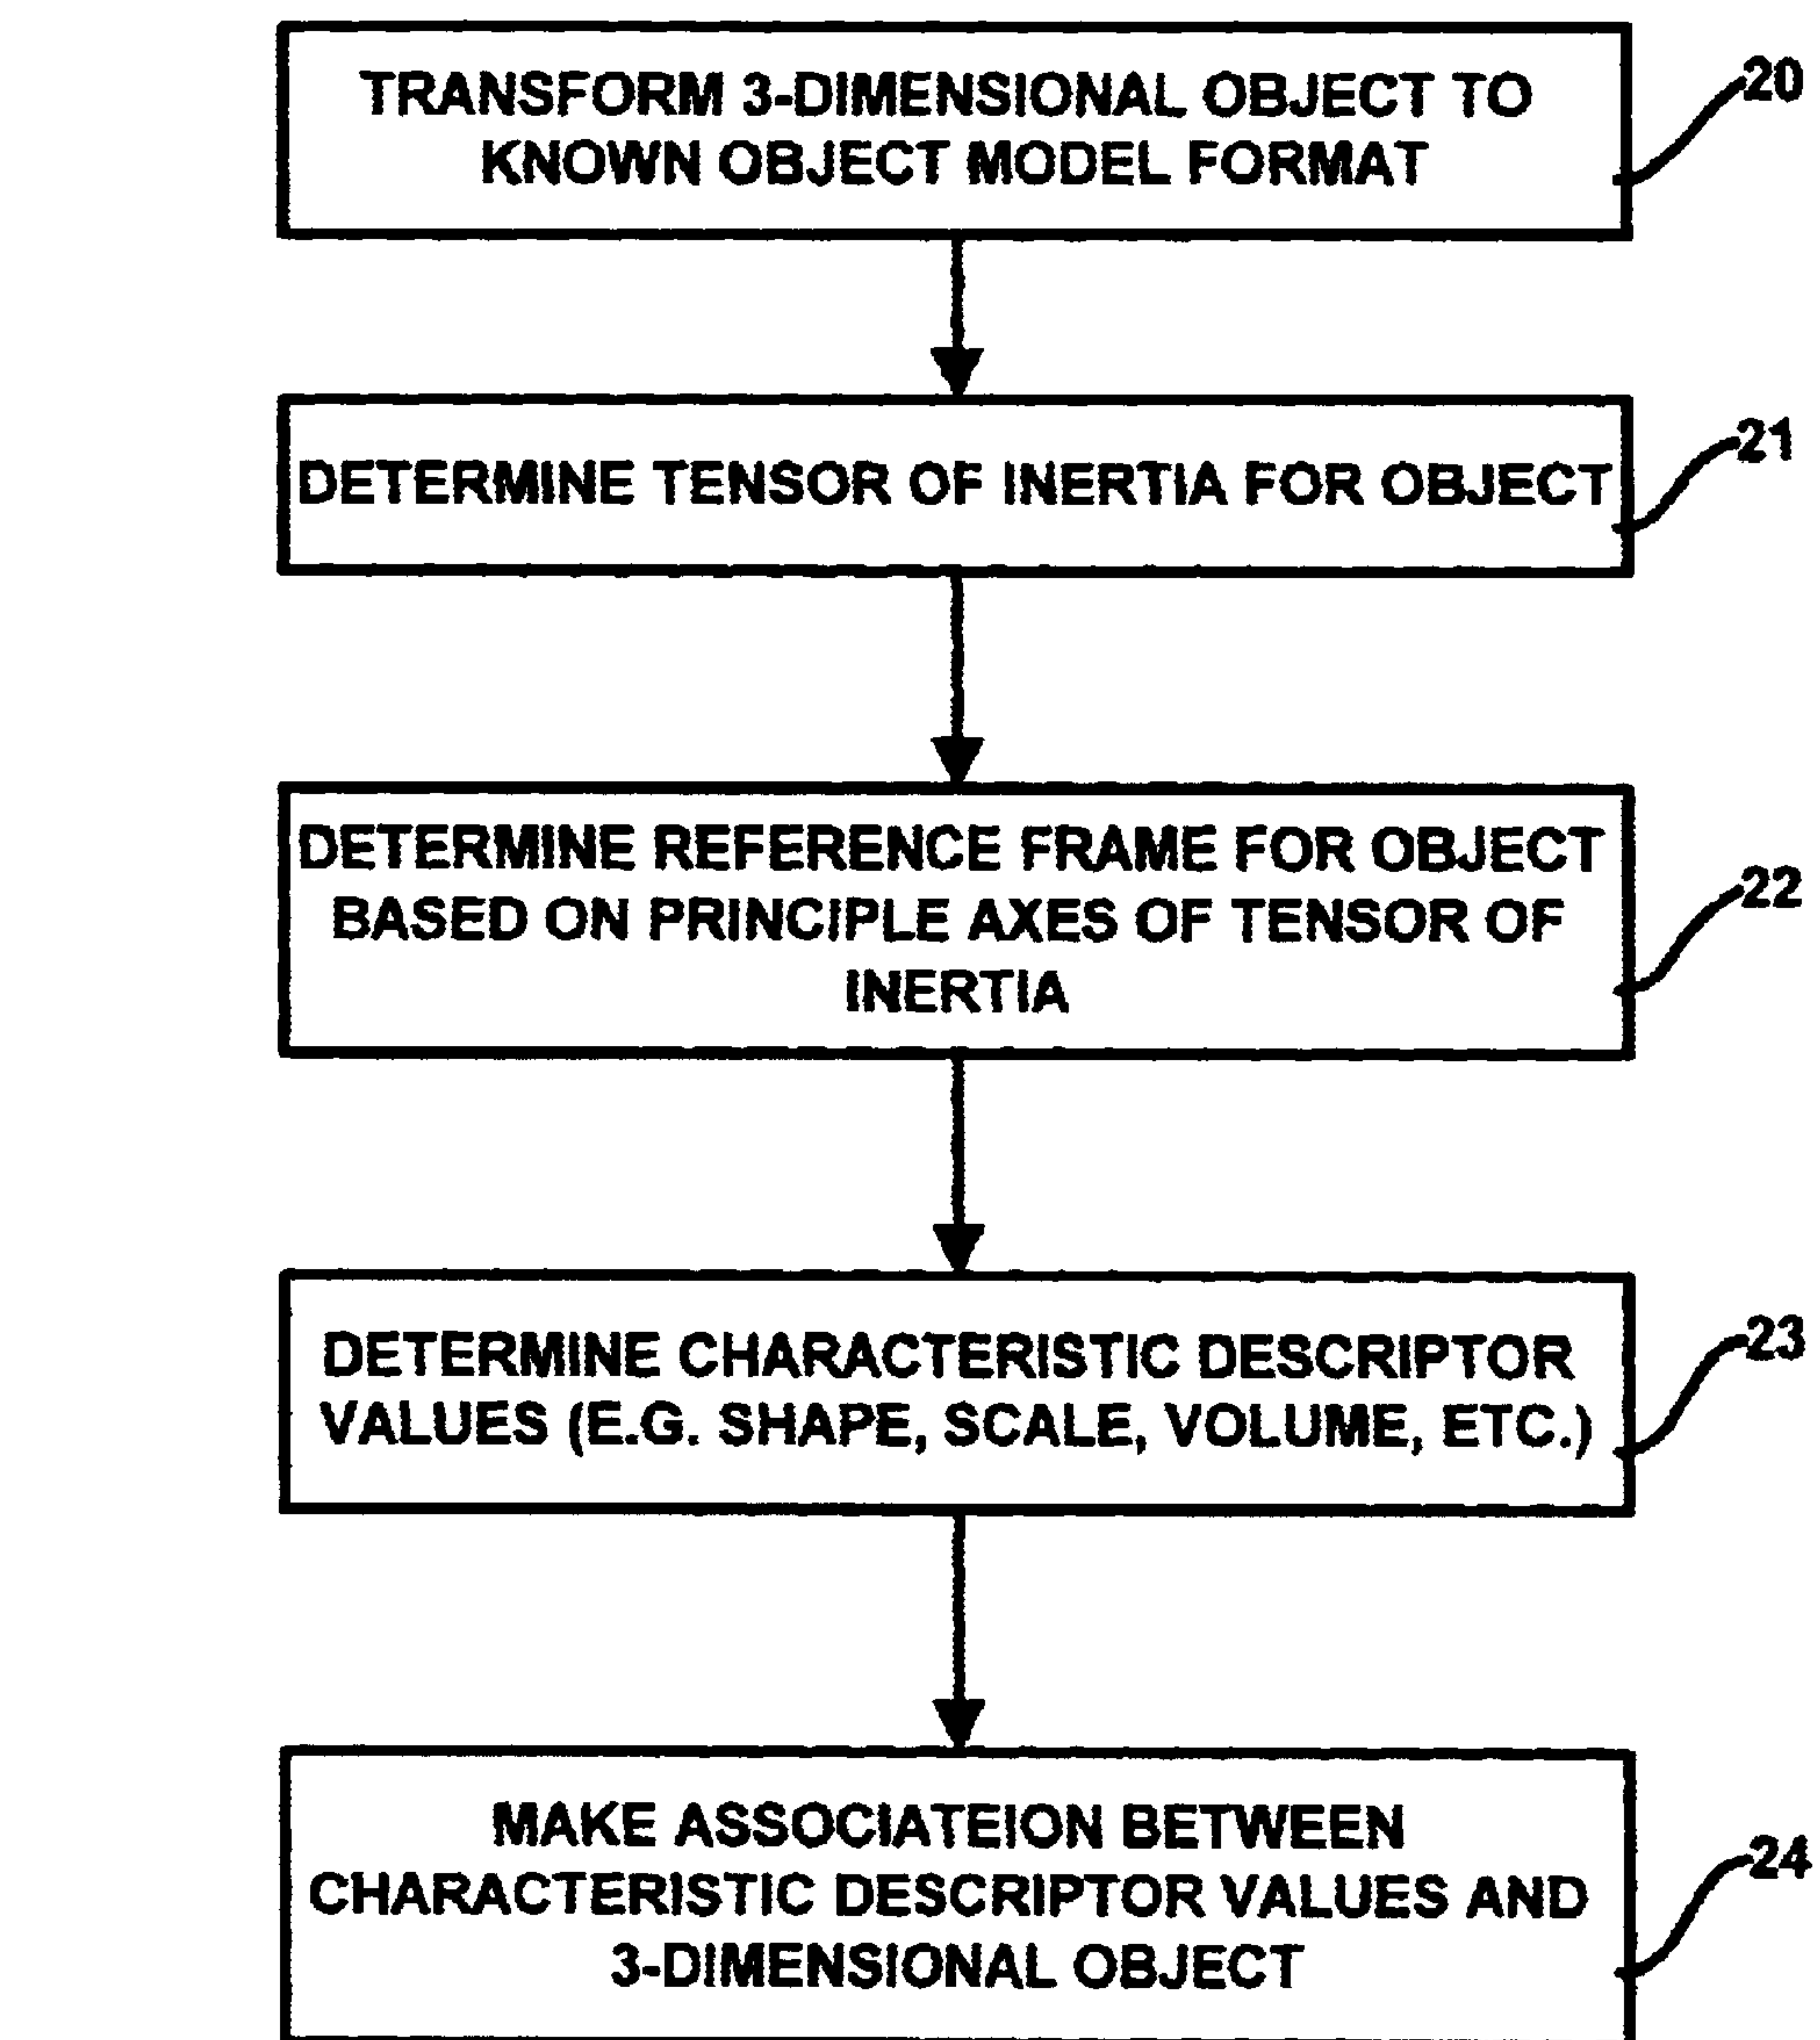 TRANSFORM 3-DIMENSIONAL OBJECT TO
KNOWN OBJECT MODEL FORMAT
20
DETERMINE TENSOR OF INERTIA FOR OBJECT
21
DETERMINE REFERENCE FRAME FOR OBJECT
BASED ON PRINCIPLE AXES OF TENSOR OF
INERTIA
22
DETERMINE CHARACTERISTIC DESCRIPTOR
VALUES (E.G. SHAPE, SCALE, VOLUME, ETC.)
23
MAKE ASSOCIATEION BETWEEN
CHARACTERISTIC DESCRIPTOR VALUES AND
3-DIMENSIONAL OBJECT
24